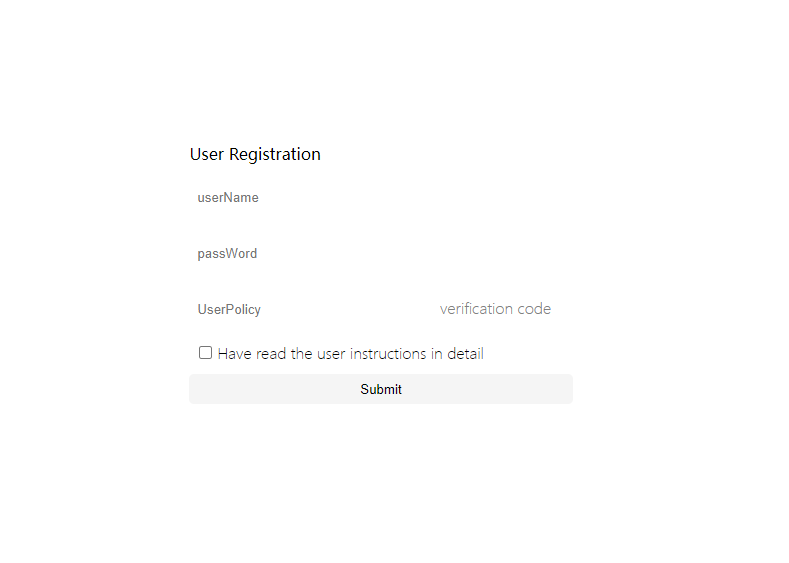 User Registration
userName
passWord
UserPolicy verification code
Have read the user instructions in detail
Submit